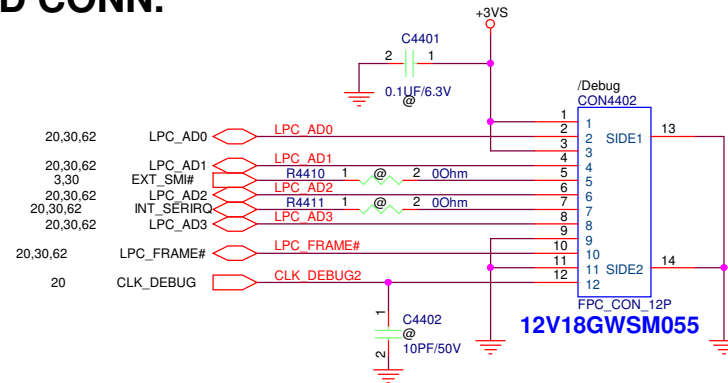 D CONN.
+3VS
C4401
2 1
0.1UF/6.3V
@
/Debug
CON4402
1 1
20,30,62 LPC_AD0 LPC_AD0 2 2 SIDE1 13
3 3
20,30,62 LPC_AD1 LPC_AD1 4 4
3,30 EXT_SMI# R4410 1 @ 2 0Ohm 5 5
20,30,62 LPC_AD2 LPC_AD2 6 6
20,30,62 INT_SERIRQ R4411 1 @ 2 0Ohm 7 7
20,30,62 LPC_AD3 LPC_AD3 8 8
9 9
20,30,62 LPC_FRAME# LPC_FRAME# 10 10
11 11 SIDE2 14
20 CLK_DEBUG CLK_DEBUG2 12 12
FPC_CON_12P
12V18GWSM055
1
C4402
@
10PF/50V
2